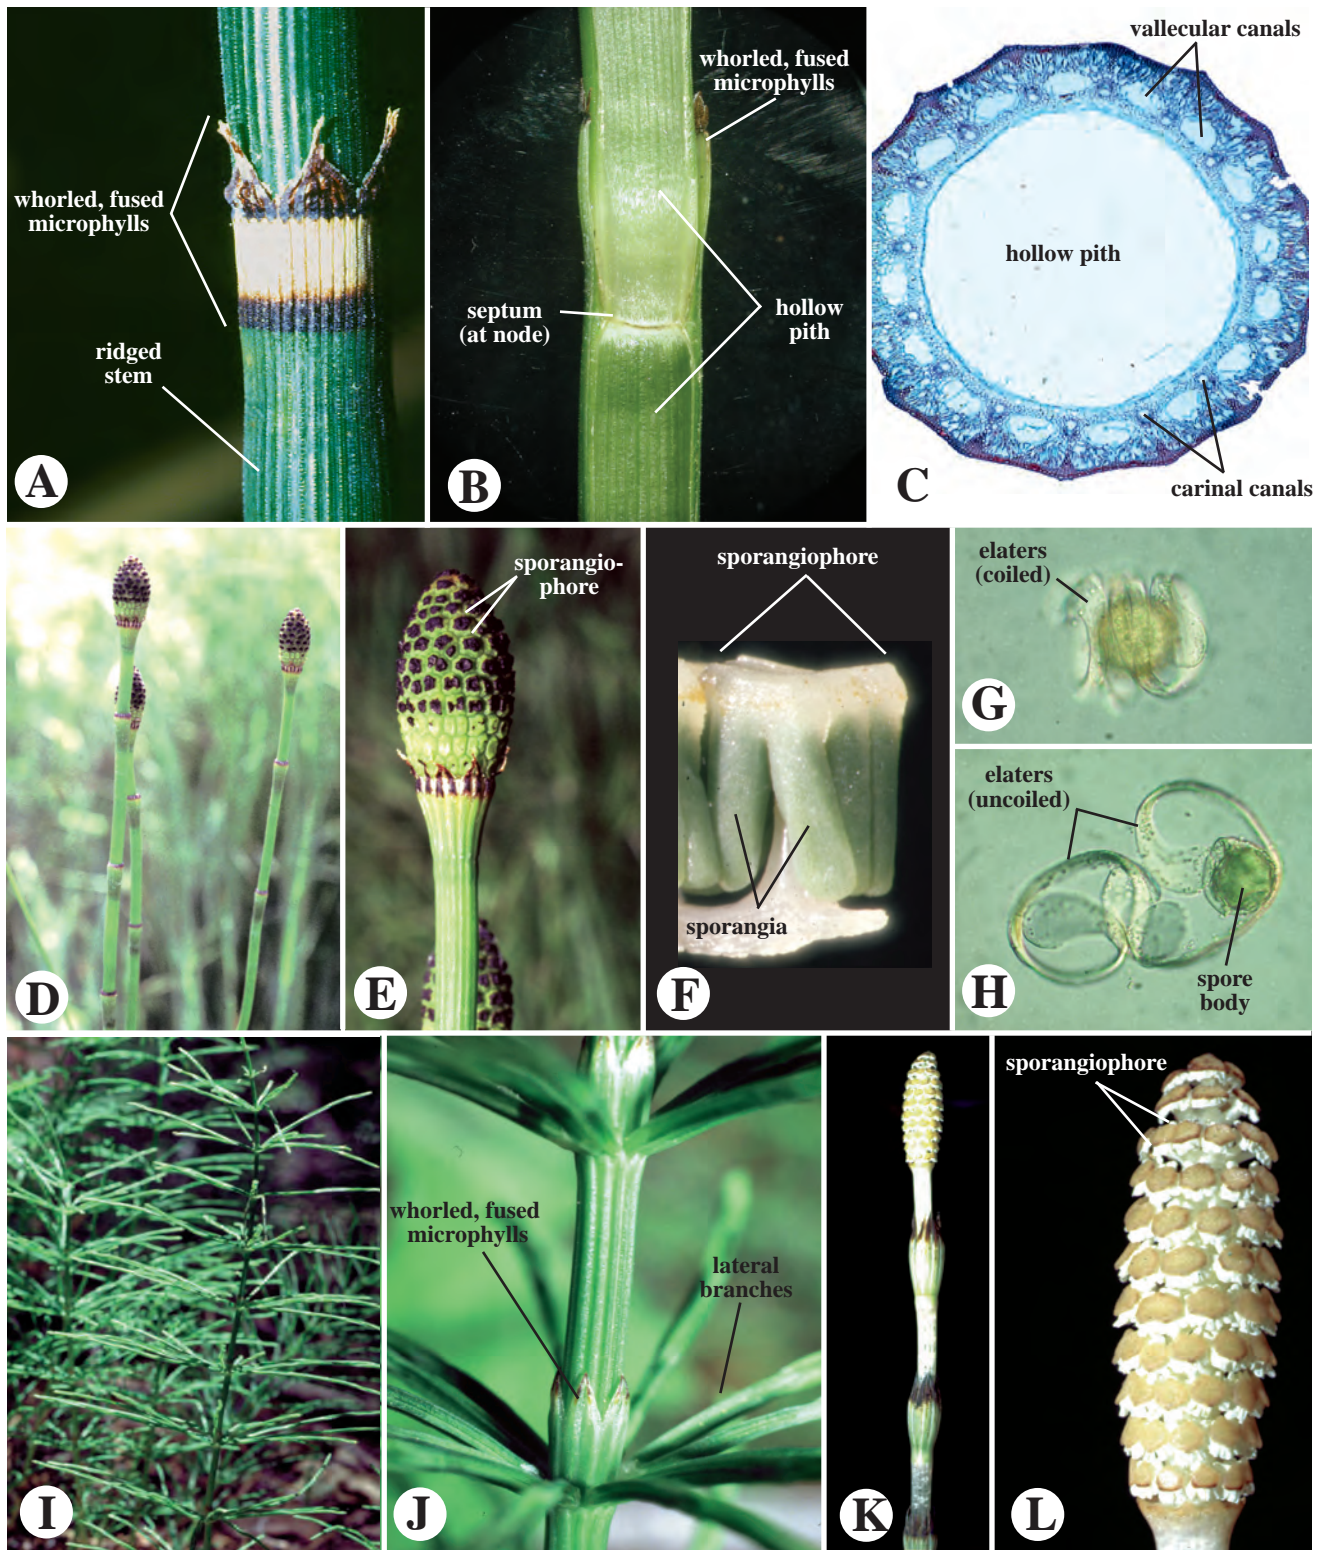 whorled, fused
microphylls
ridged
stem
A
whorled, fused
microphylls
septum
(at node)
hollow
pith
B
vallecular canals
hollow pith
carinal canals
C
D
sporangio-
phore
E
sporangiophore
sporangia
F
elaters
(coiled)
G
elaters
(uncoiled)
spore
body
H
I
whorled, fused
microphylls
lateral
branches
J
K
sporangiophore
L